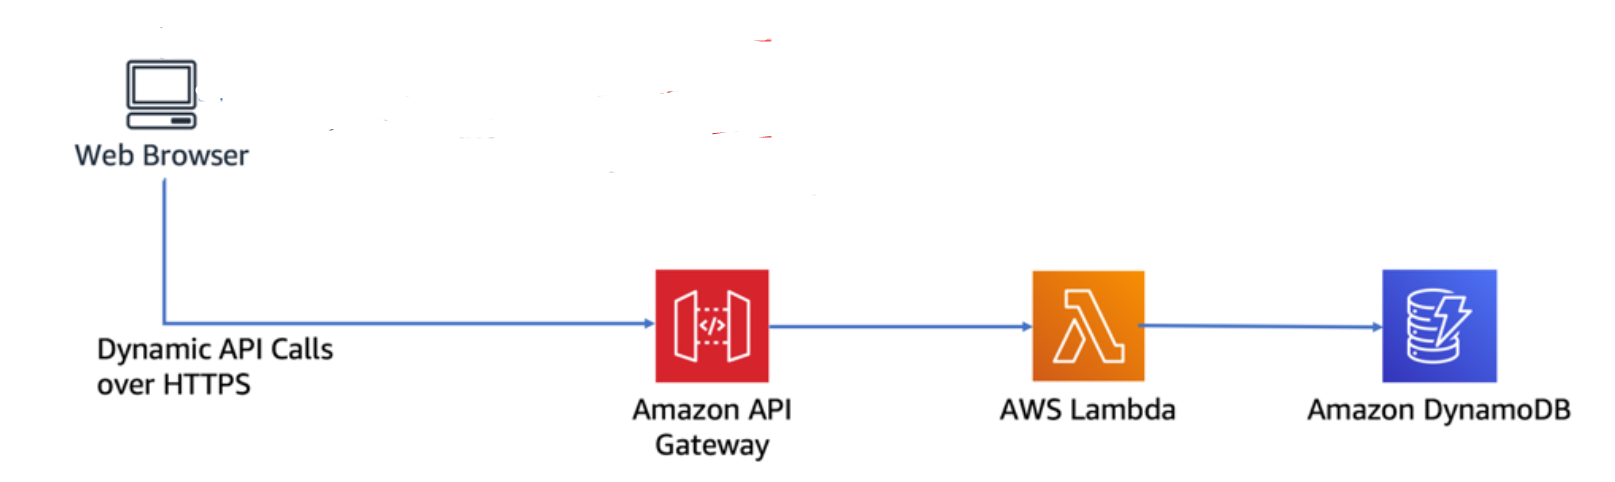 Web Browser
Dynamic API Calls
over HTTPS
</>
Amazon API
Gateway
AWS Lambda
Amazon DynamoDB